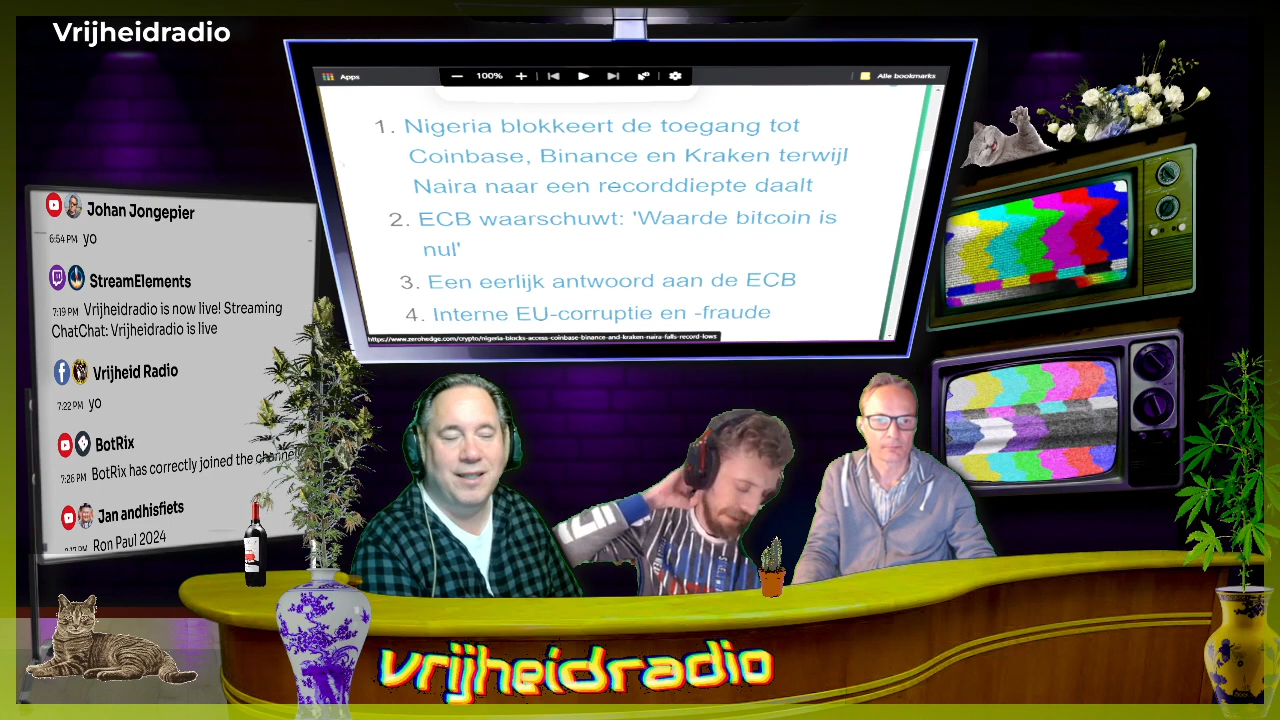 Vrijheidradio
Apps
100%
Alle bookmarks
1. Nigeria blokkeert de toegang tot
Coinbase, Binance en Kraken terwijl
Naira naar een recorddiepte daalt
2. ECB waarschuwt: 'Waarde bitcoin is
nul'
3. Een eerlijk antwoord aan de ECB
4. Interne EU-corruptie en -fraude
https://www.zerohedge.com/crypto/nigeria-blocks-access-coinbase-binance-and-kraken-naira-falls-record-lows
Johan Jongepier
6:54 PM yo
StreamElements
7:19 PM Vrijheidradio is now live! Streaming
ChatChat: Vrijheidradio is live
Vrijheid Radio
7:22 PM yo
BotRix
7:26 PM BotRix has correctly joined the channel
Jan andhisfiets
Ron Paul 2024
vrijheidradio